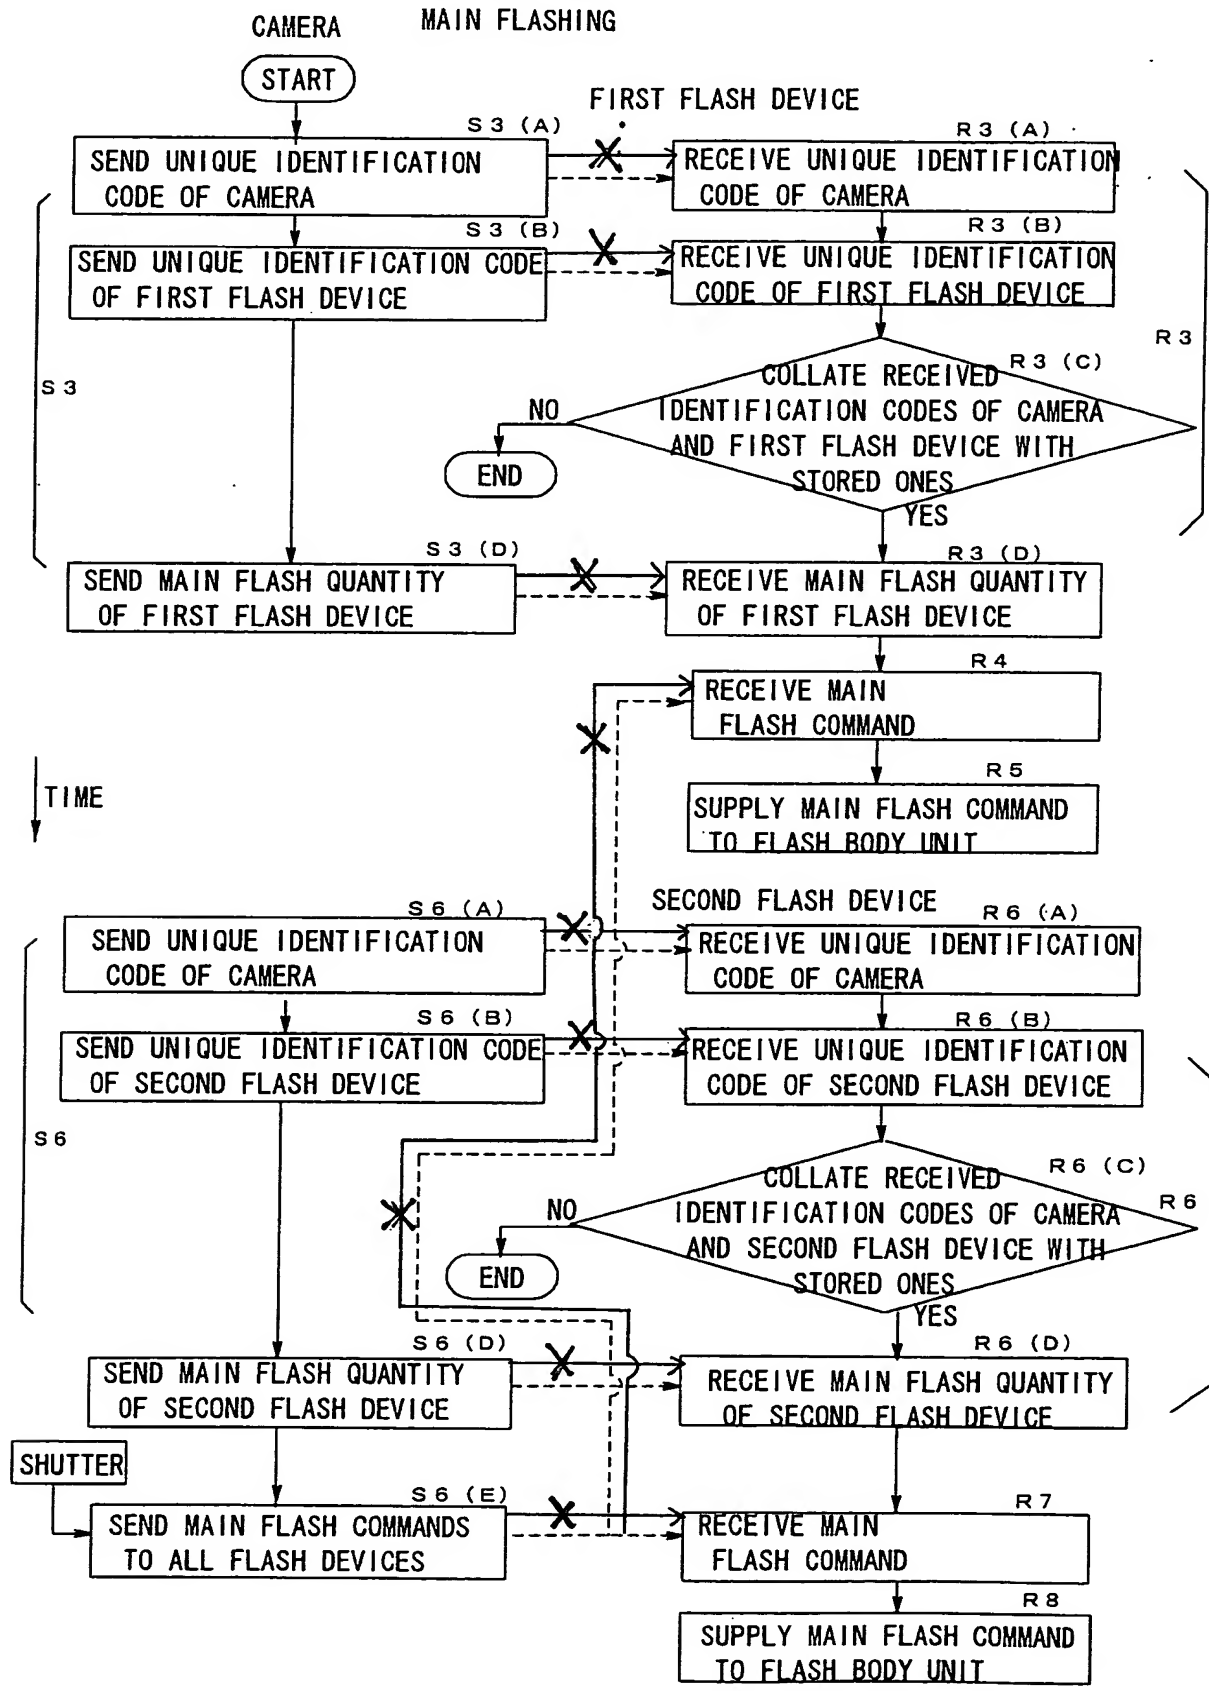 MAIN FLASHING
CAMERA
START
FIRST FLASH DEVICE
S3 (A)
SEND UNIQUE IDENTIFICATION
CODE OF CAMERA
R3 (A)
RECEIVE UNIQUE IDENTIFICATION
CODE OF CAMERA
S3 (B)
SEND UNIQUE IDENTIFICATION CODE
OF FIRST FLASH DEVICE
R3 (B)
RECEIVE UNIQUE IDENTIFICATION
CODE OF FIRST FLASH DEVICE
S3
R3
R3 (C)
COLLATE RECEIVED
IDENTIFICATION CODES OF CAMERA
AND FIRST FLASH DEVICE WITH
STORED ONES
NO
END
YES
S3 (D)
SEND MAIN FLASH QUANTITY
OF FIRST FLASH DEVICE
R3 (D)
RECEIVE MAIN FLASH QUANTITY
OF FIRST FLASH DEVICE
R4
RECEIVE MAIN
FLASH COMMAND
TIME
R5
SUPPLY MAIN FLASH COMMAND
TO FLASH BODY UNIT
SECOND FLASH DEVICE
S6 (A)
SEND UNIQUE IDENTIFICATION
CODE OF CAMERA
R6 (A)
RECEIVE UNIQUE IDENTIFICATION
CODE OF CAMERA
S6 (B)
SEND UNIQUE IDENTIFICATION CODE
OF SECOND FLASH DEVICE
R6 (B)
RECEIVE UNIQUE IDENTIFICATION
CODE OF SECOND FLASH DEVICE
S6
R6 (C)
R6
COLLATE RECEIVED
IDENTIFICATION CODES OF CAMERA
AND SECOND FLASH DEVICE WITH
STORED ONES
NO
END
YES
S6 (D)
SEND MAIN FLASH QUANTITY
OF SECOND FLASH DEVICE
R6 (D)
RECEIVE MAIN FLASH QUANTITY
OF SECOND FLASH DEVICE
SHUTTER
S6 (E)
SEND MAIN FLASH COMMANDS
TO ALL FLASH DEVICES
R7
RECEIVE MAIN
FLASH COMMAND
R8
SUPPLY MAIN FLASH COMMAND
TO FLASH BODY UNIT